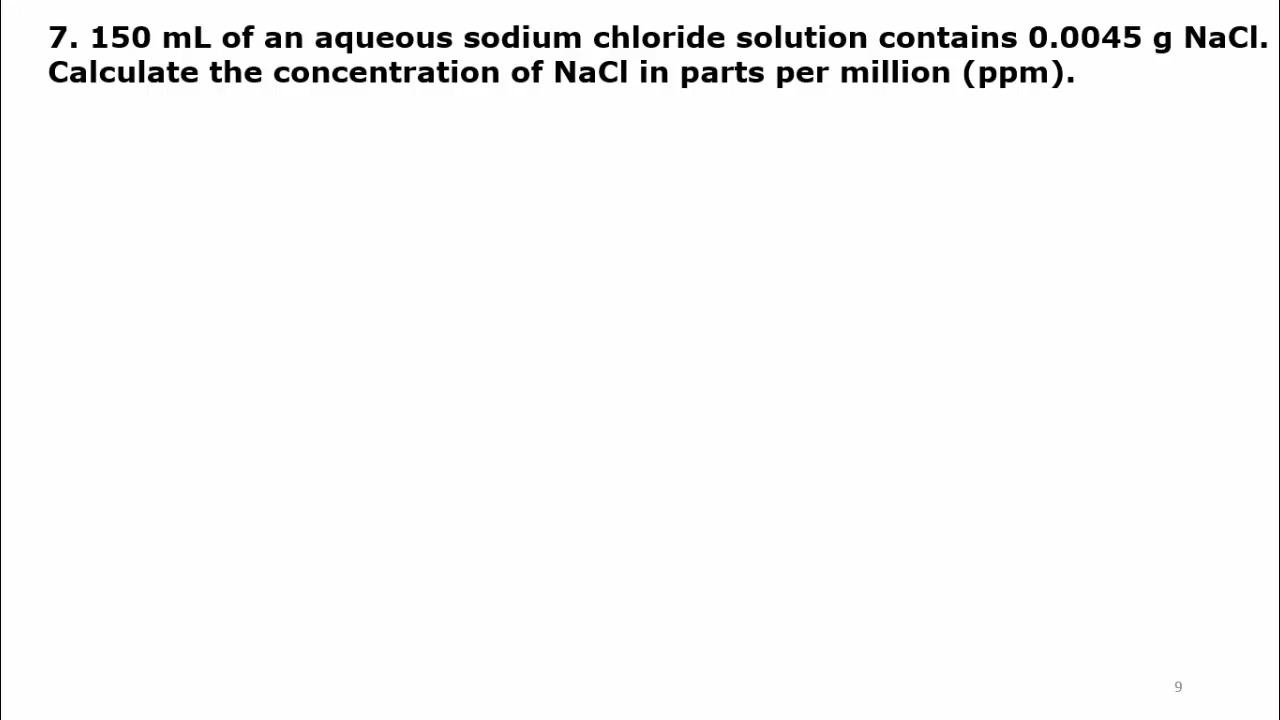 7. 150 mL of an aqueous sodium chloride solution contains 0.0045 g NaCl.
Calculate the concentration of NaCl in parts per million (ppm).
9